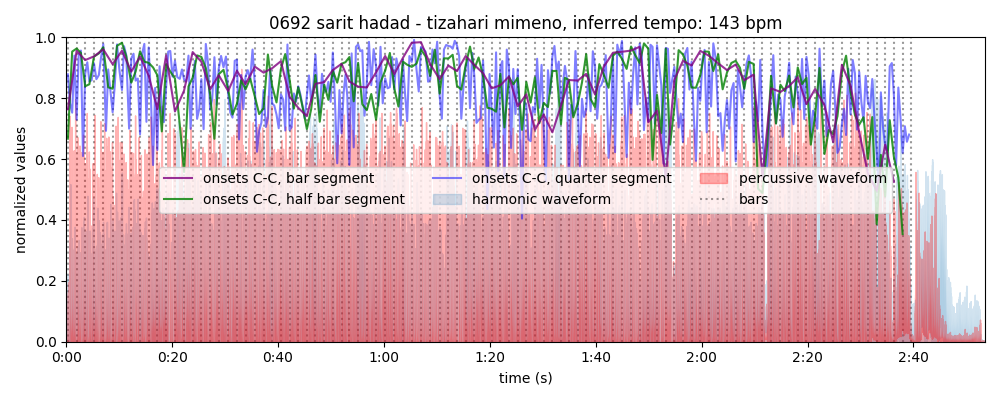 0692 sarit hadad - tizahari mimeno, inferred tempo: 143 bpm
1.0
0.8
0.6
0.4
0.2
0.0
normalized values
onsets C-C, bar segment
onsets C-C, half bar segment
onsets C-C, quarter segment
harmonic waveform
percussive waveform
bars
0:00 0:20 0:40 1:00 1:20 1:40 2:00 2:20 2:40
time (s)